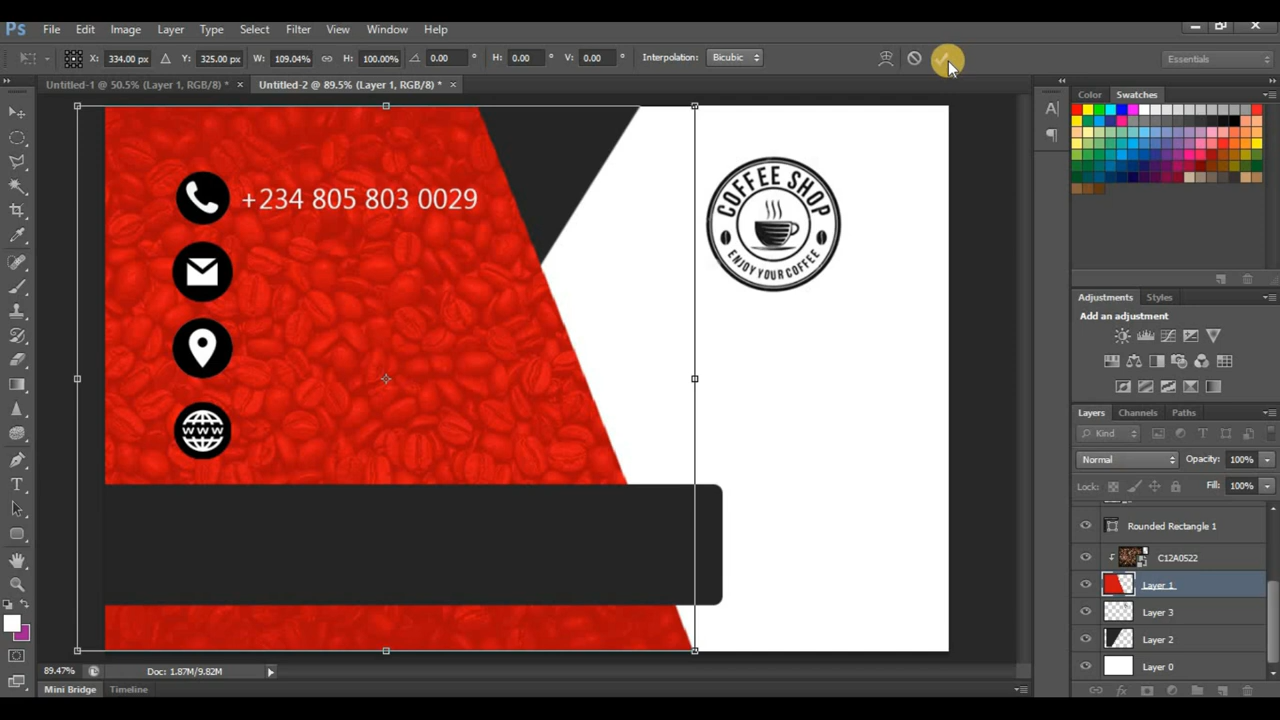 Ps File Edit Image Layer Type Select Filter View Window Help
X: 334.00 px Y: 325.00 px W: 109.04% H: 100.00% 0.00 ° H: 0.00 ° V: 0.00 ° Interpolation: Bicubic Essentials
Untitled-1 @ 50.5% (Layer 1, RGB/8) * × Untitled-2 @ 89.5% (Layer 1, RGB/8) * ×
Color Swatches
COFFEE SHOP
ENJOY YOUR COFFEE
+234 805 803 0029
WWW
Adjustments Styles
Add an adjustment
Layers Channels Paths
Kind
Normal Opacity: 100%
Lock: Fill: 100%
Rounded Rectangle 1
C12A0522
Layer 1
Layer 3
Layer 2
Layer 0
89.47% Doc: 1.87M/9.82M
Mini Bridge Timeline